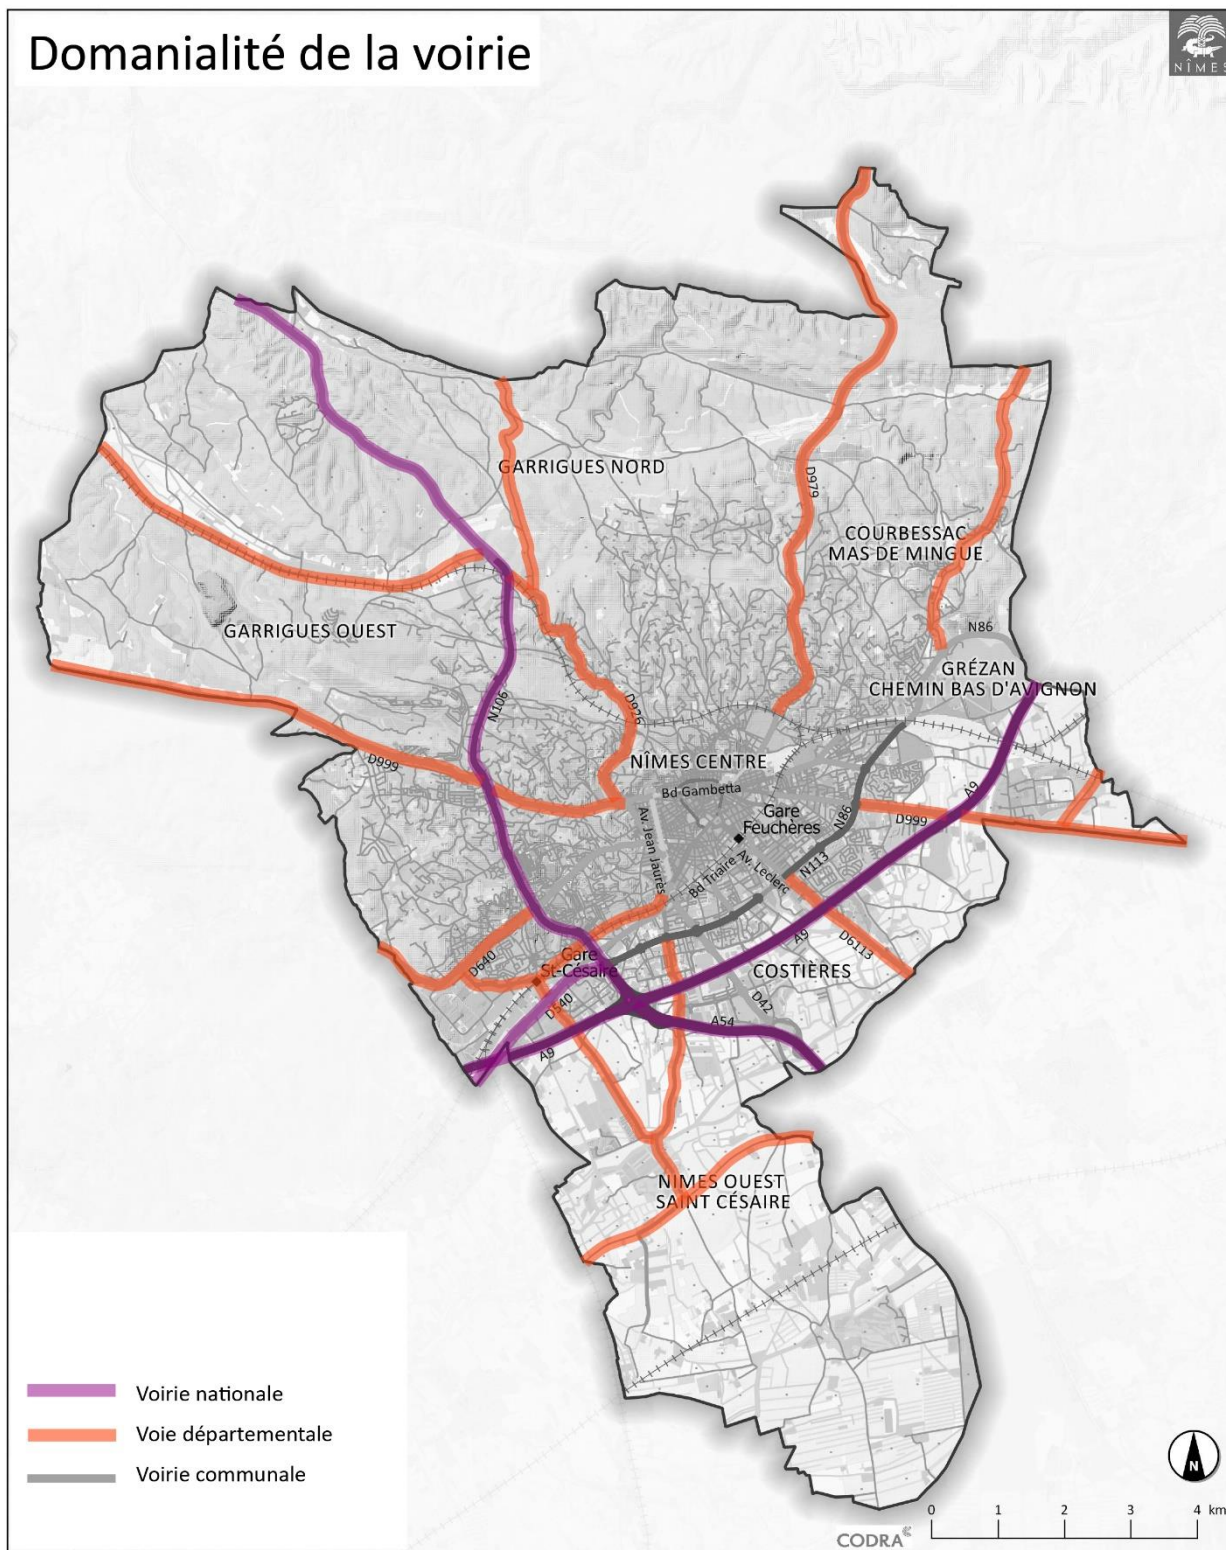 Domanialité de la voirie
NÎMES
D979
GARRIGUES NORD
COURBESSAC
MAS DE MINGUE
N86
GARRIGUES OUEST
GRÉZAN
CHEMIN BAS D'AVIGNON
N106
D926
D999
NÎMES CENTRE
Bd Gambetta
A9
Gare
Feuchères
N86
D999
Av. Jean Jaurès
Bd Triaire
Av. Leclerc
N113
A9
D6113
D640
Gare
St-Césaire
COSTIÈRES
D540
D42
A54
A9
NIMES OUEST
SAINT CÉSAIRE
Voirie nationale
Voie départementale
Voirie communale
N
0 1 2 3 4 km
CODRA